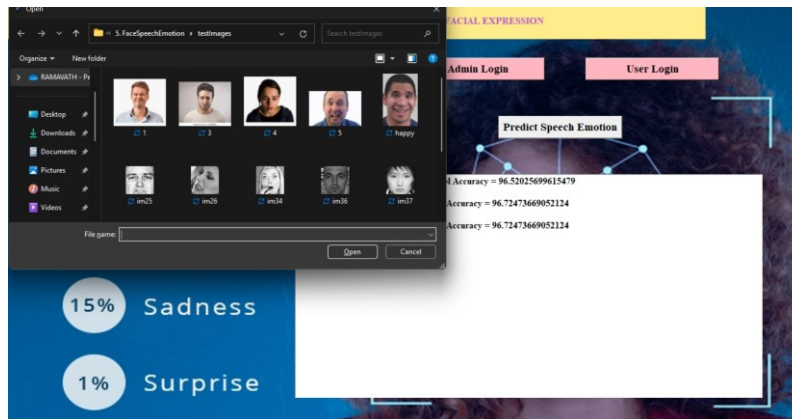 Open
FACIAL EXPRESSION
5. FaceSpeechEmotion › testImages
Search testImages
Organize
New folder
RAMAVATH - Pe
Admin Login
User Login
Desktop
Downloads
Documents
Pictures
Music
Videos
1
3
4
5
happy
im25
im26
im34
im36
im37
Predict Speech Emotion
Accuracy = 96.52025699615479
Accuracy = 96.72473669052124
Accuracy = 96.72473669052124
File name:
Open
Cancel
15% Sadness
1% Surprise